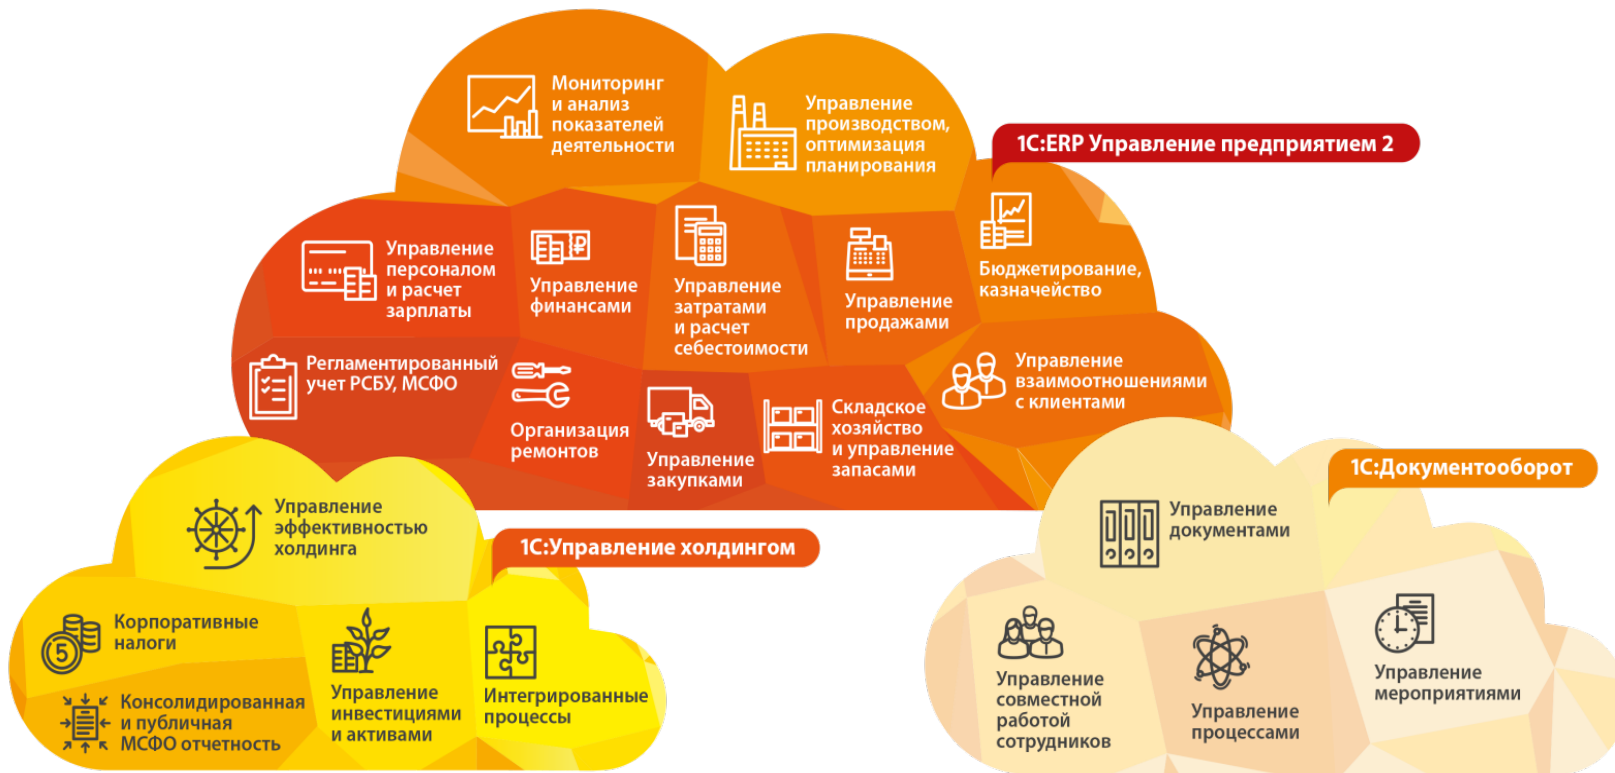 Мониторинг
и анализ
показателей
деятельности
Управление
производством,
оптимизация
планирования
1С:ERP Управление предприятием 2
Управление
персоналом
и расчет
зарплаты
Управление
финансами
Управление
затратами
и расчет
себестоимости
Управление
продажами
Бюджетирование,
казначейство
Регламентированный
учет РСБУ, МСФО
Организация
ремонтов
Управление
закупками
Складское
хозяйство
и управление
запасами
Управление
взаимоотношениями
с клиентами
Управление
эффективностью
холдинга
1С:Управление холдингом
Корпоративные
налоги
5
Консолидированная
и публичная
МСФО отчетность
Управление
инвестициями
и активами
Интегрированные
процессы
1С:Документооборот
Управление
документами
Управление
совместной
работой
сотрудников
Управление
процессами
Управление
мероприятиями